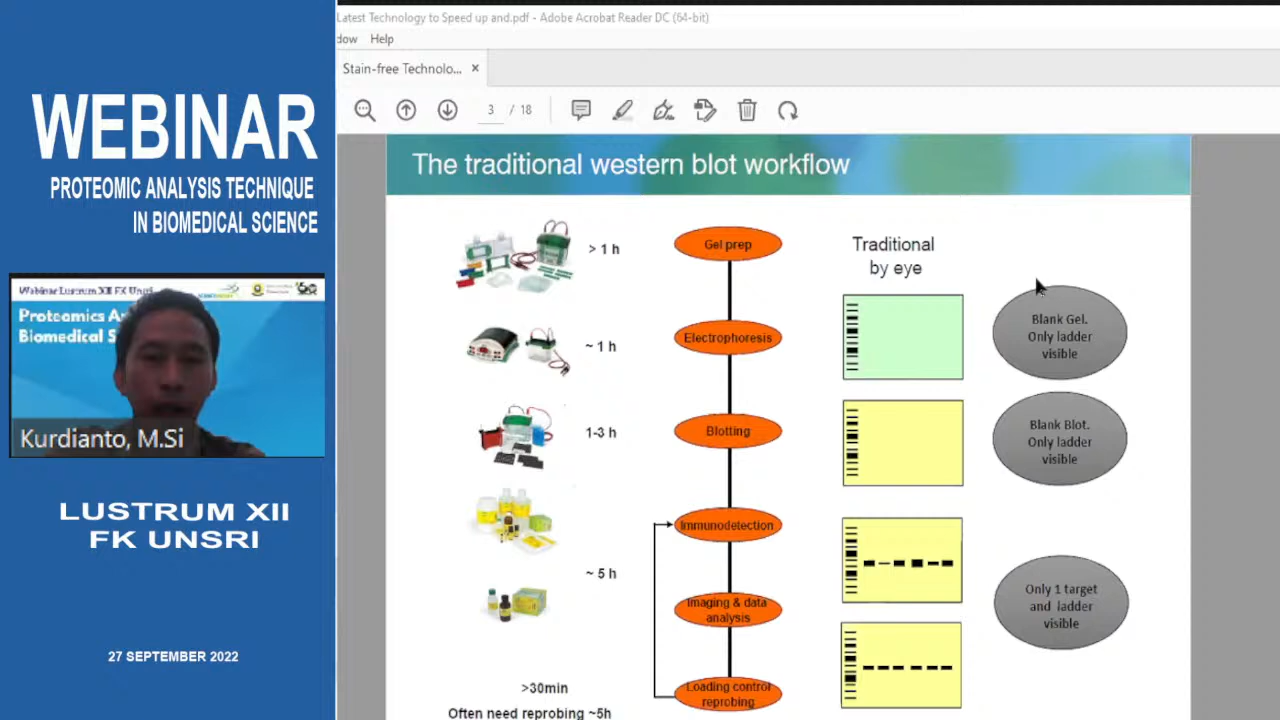 Latest Technology to Speed up and.pdf - Adobe Acrobat Reader DC (64-bit)
dow Help
Stain-free Technolo... ×
3 / 18
WEBINAR
PROTEOMIC ANALYSIS TECHNIQUE
IN BIOMEDICAL SCIENCE
Webinar Lustrum XII FK Unsri
Proteomics An
Biomedical S
Kurdianto, M.Si
LUSTRUM XII
FK UNSRI
27 SEPTEMBER 2022
The traditional western blot workflow
> 1 h
Gel prep
Traditional
by eye
~ 1 h
Electrophoresis
Blank Gel.
Only ladder
visible
1-3 h
Blotting
Blank Blot.
Only ladder
visible
Immunodetection
~ 5 h
Imaging & data
analysis
Only 1 target
and ladder
visible
>30min
Often need reprobing ~5h
Loading control
reprobing